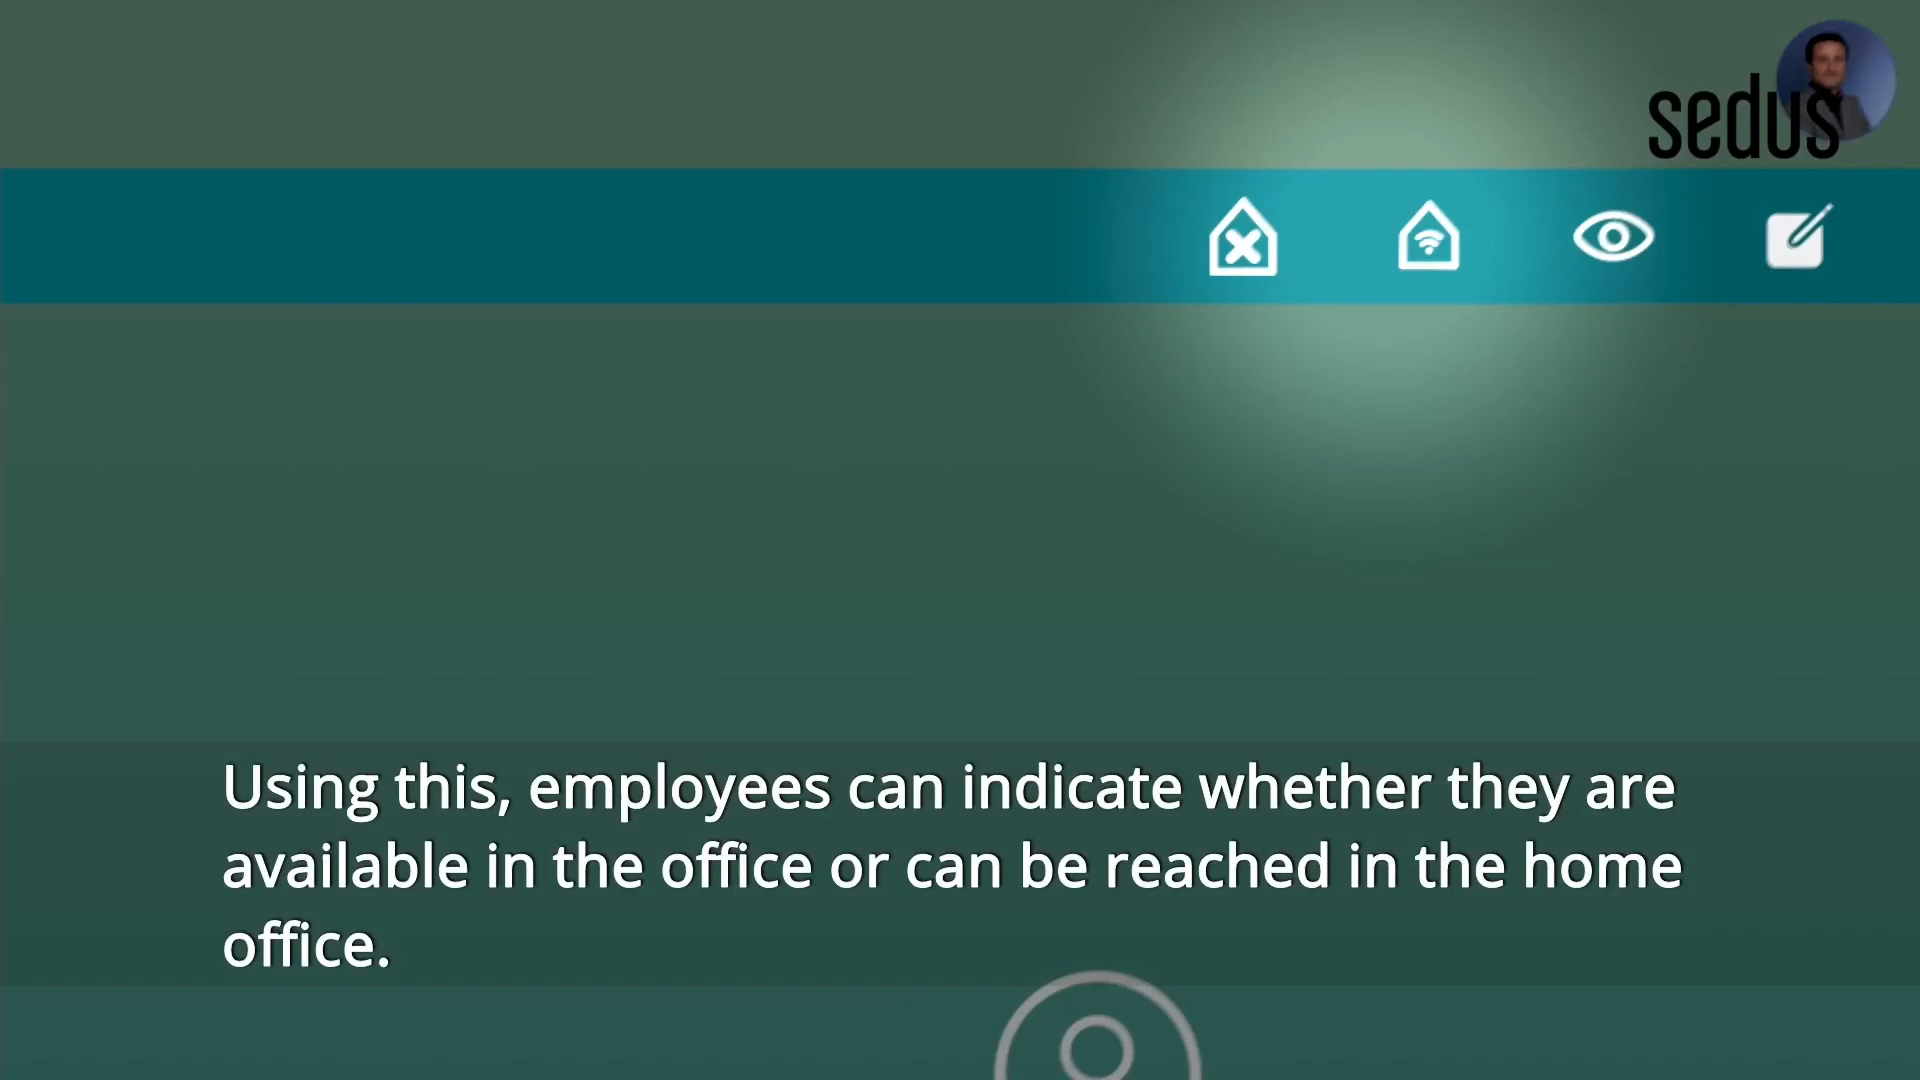 sedus
Using this, employees can indicate whether they are
available in the office or can be reached in the home
office.